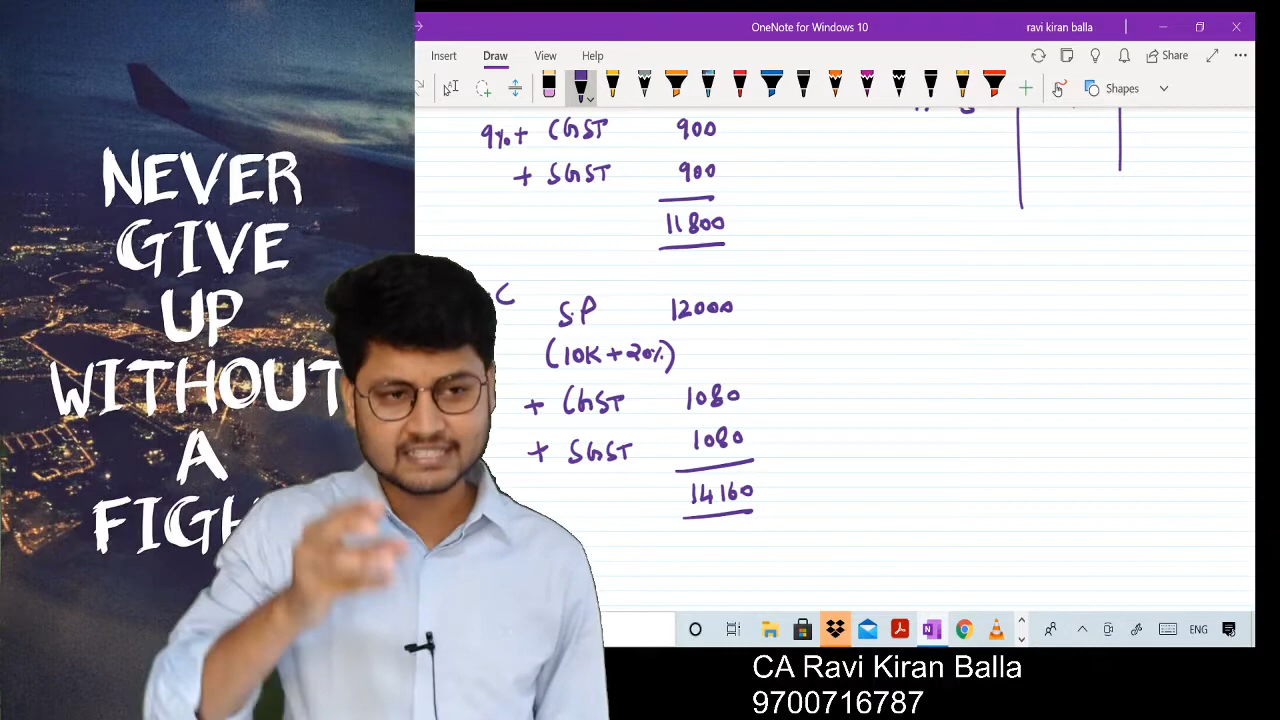 NEVER
GIVE
UP
WITHOUT
A
FIGH
OneNote for Windows 10
ravi kiran balla
Insert
Draw
View
Help
Share
Shapes
9%+ CGST 900
+ SGST 900
11800
C
S.P 12000
(10K+20%)
+ CGST 1080
+ SGST 1080
14160
ENG
CA Ravi Kiran Balla
9700716787